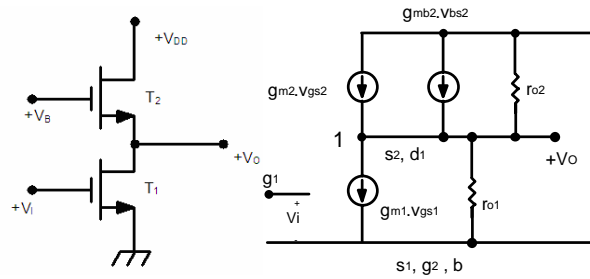 +VDD
T2
+VB
+VO
T1
+VI
gmb2.vbs2
gm2.vgs2
ro2
1
s2, d1
+VO
g1
+
Vi
-
gm1.vgs1
ro1
s1, g2 , b